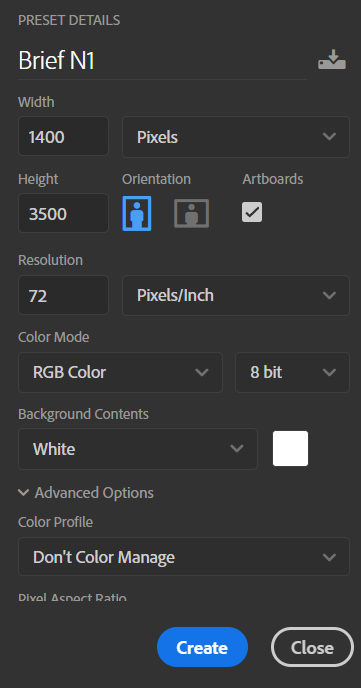 PRESET DETAILS
Brief N1
Width
1400 Pixels
Height Orientation Artboards
3500
Resolution
72 Pixels/Inch
Color Mode
RGB Color 8 bit
Background Contents
White
Advanced Options
Color Profile
Don't Color Manage
Pixel Aspect Ratio
Create Close